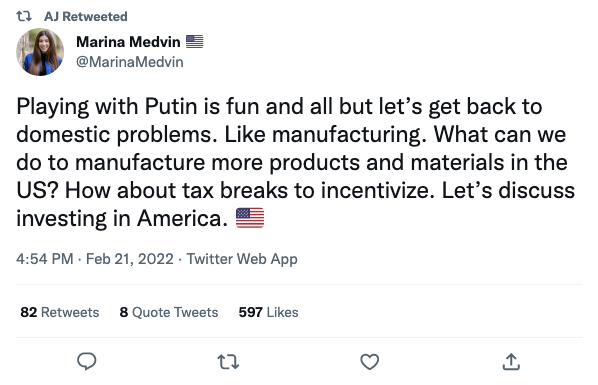 AJ Retweeted
Marina Medvin 🇺🇸
@MarinaMedvin
Playing with Putin is fun and all but let’s get back to
domestic problems. Like manufacturing. What can we
do to manufacture more products and materials in the
US? How about tax breaks to incentivize. Let’s discuss
investing in America. 🇺🇸
4:54 PM · Feb 21, 2022 · Twitter Web App
82 Retweets 8 Quote Tweets 597 Likes